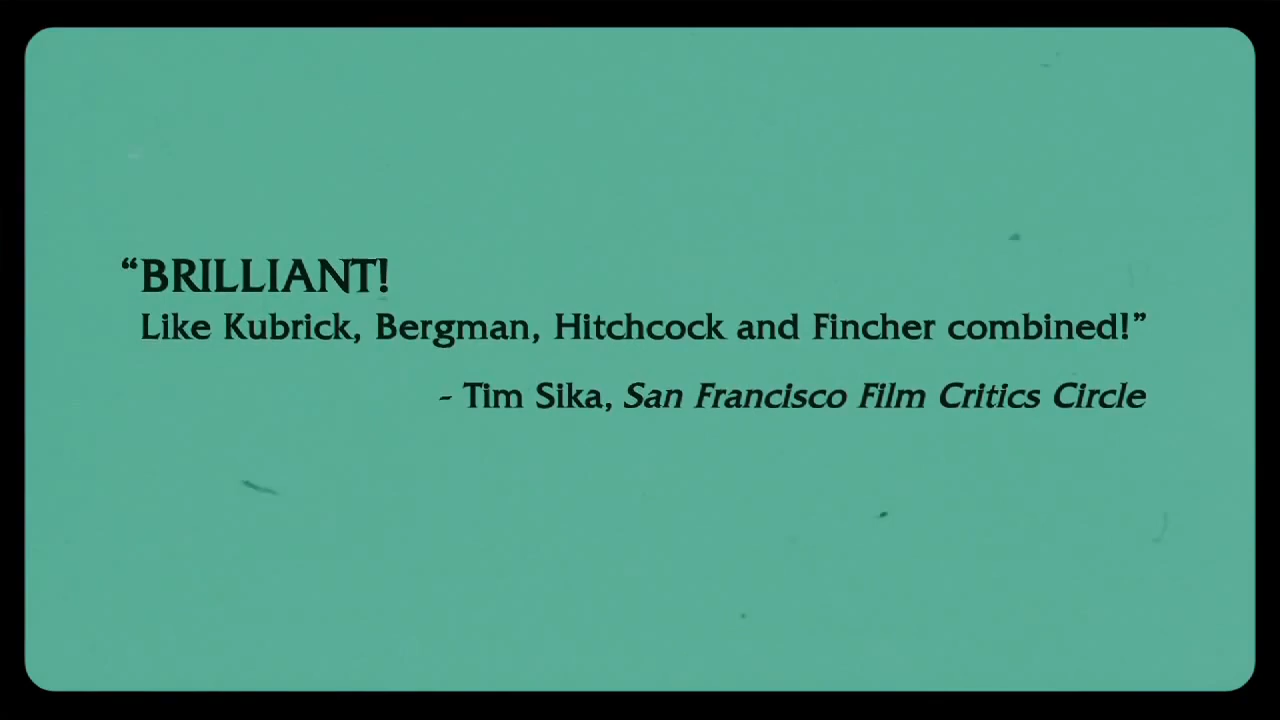 “BRILLIANT!
Like Kubrick, Bergman, Hitchcock and Fincher combined!”
- Tim Sika, San Francisco Film Critics Circle